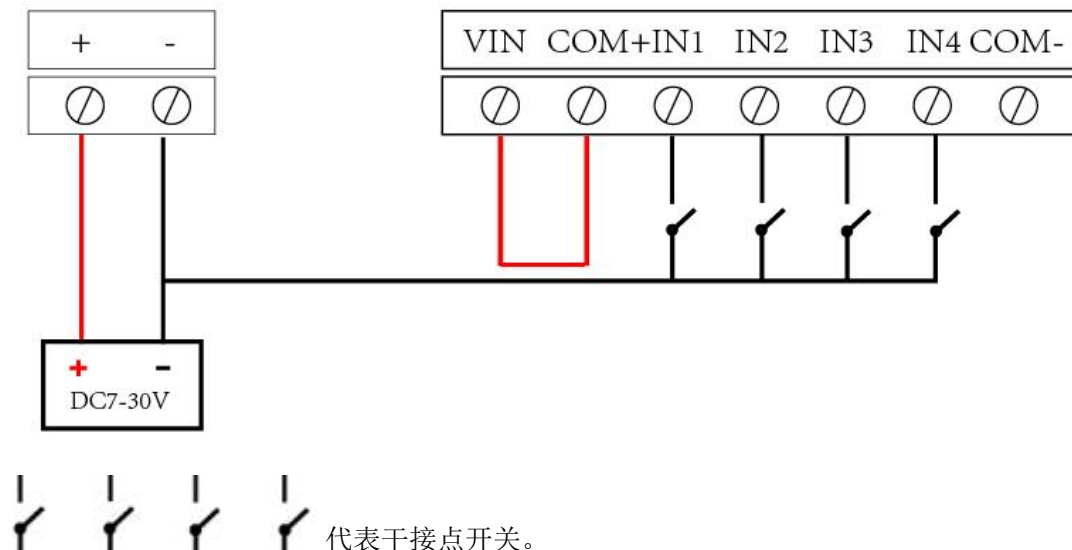 + -
VIN COM+IN1 IN2 IN3 IN4 COM-
+ -
DC7-30V
代表干接点开关。